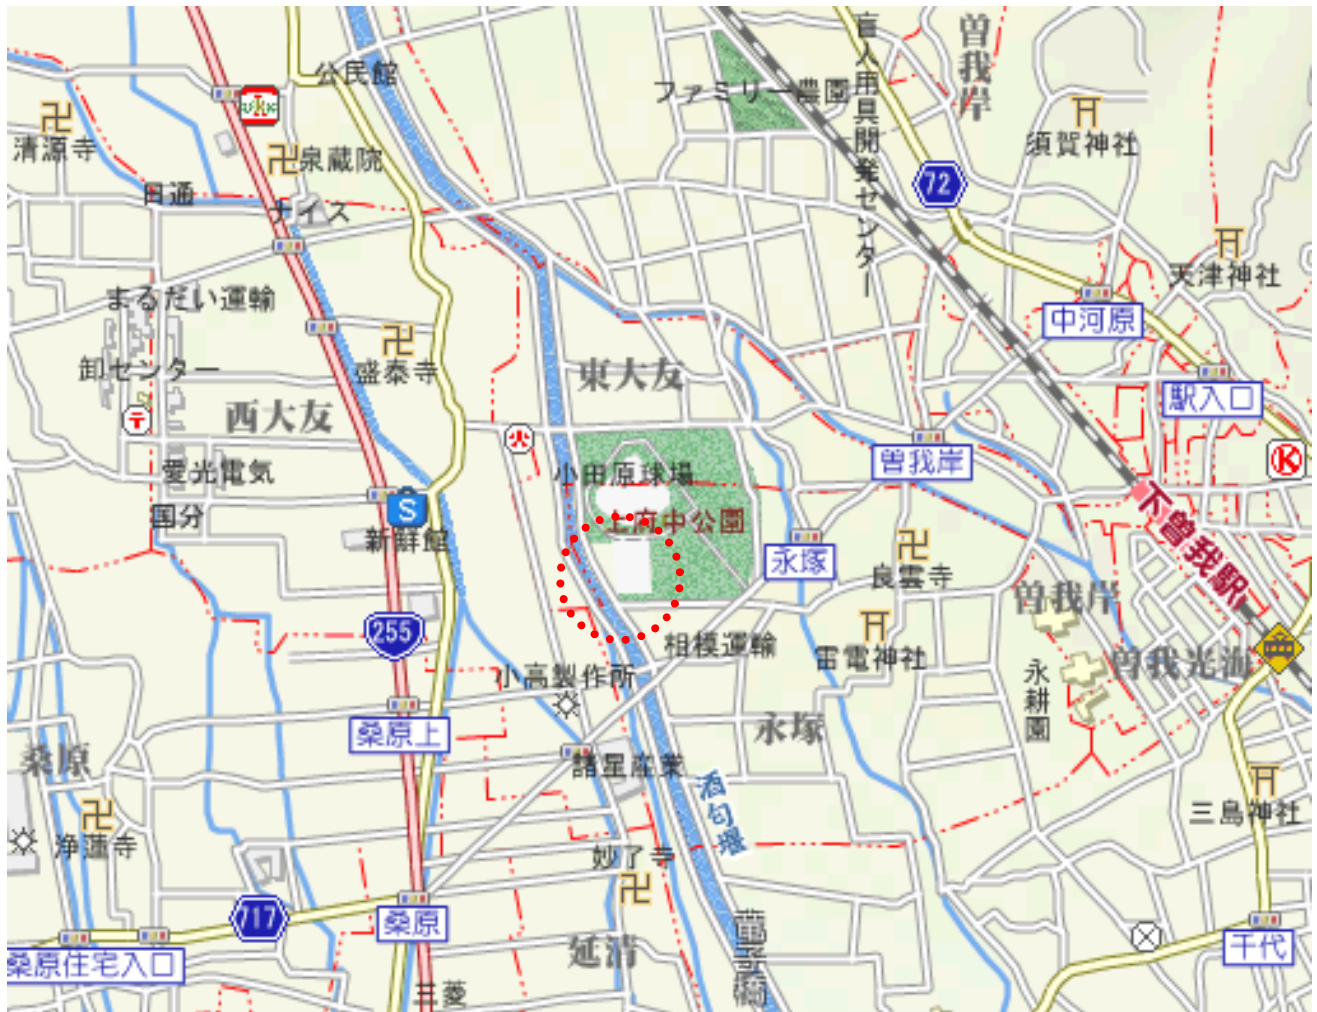 曽我岸
盲人用具開発センター
公民館
ファミリー農園
清源寺
泉蔵院
須賀神社
72
田通
ナイス
天津神社
まるだい運輸
中河原
卸センター
盛泰寺
東大友
駅入口
〒
西大友
火
曽我岸
K
愛光電気
小田原球場
下曽我駅
国分
S
上府中公園
新鮮館
永塚
良雲寺
曽我岸
255
相模運輸
雷電神社
曽我光海
小高製作所
永耕園
桑原上
永塚
桑原
諸星産業
酒匂堰
三島神社
浄蓮寺
妙了寺
717
桑原
千代
延清
桑原住宅入口
三菱